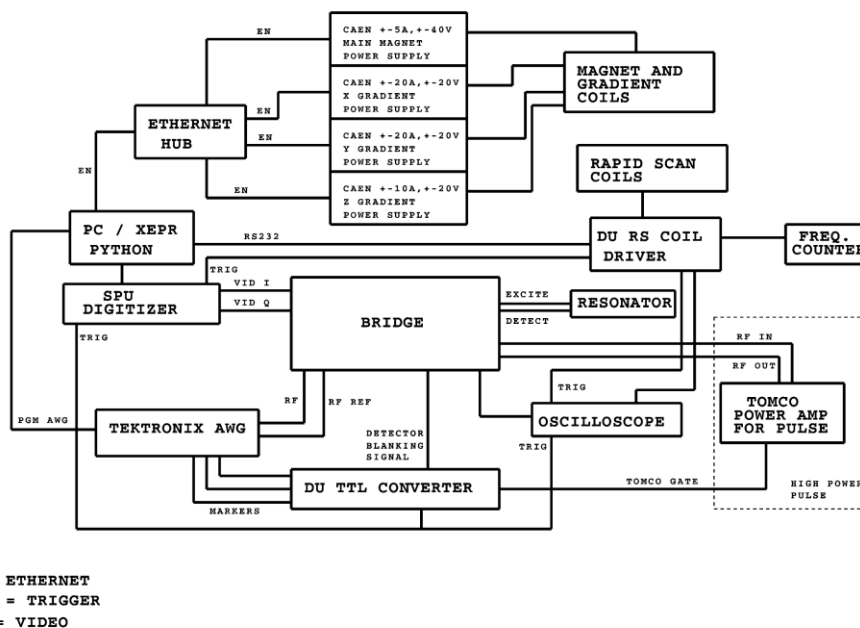 CAEN +-5A,+-40V
MAIN MAGNET
POWER SUPPLY
EN
CAEN +-20A,+-20V
X GRADIENT
POWER SUPPLY
EN
MAGNET AND
GRADIENT
COILS
ETHERNET
HUB
CAEN +-20A,+-20V
Y GRADIENT
POWER SUPPLY
EN
RAPID SCAN
COILS
EN
CAEN +-10A,+-20V
Z GRADIENT
POWER SUPPLY
EN
PC / XEPR
PYTHON
RS232
DU RS COIL
DRIVER
FREQ.
COUNTER
TRIG
SPU
DIGITIZER
VID I
VID Q
BRIDGE
EXCITE
DETECT
RESONATOR
TRIG
RF IN
RF OUT
TRIG
TOMCO
POWER AMP
FOR PULSE
RF
RF REF
PGM AWG
TEKTRONIX AWG
DETECTOR
BLANKING
SIGNAL
OSCILLOSCOPE
TRIG
DU TTL CONVERTER
MARKERS
TOMCO GATE
HIGH POWER
PULSE
ETHERNET
= TRIGGER
= VIDEO